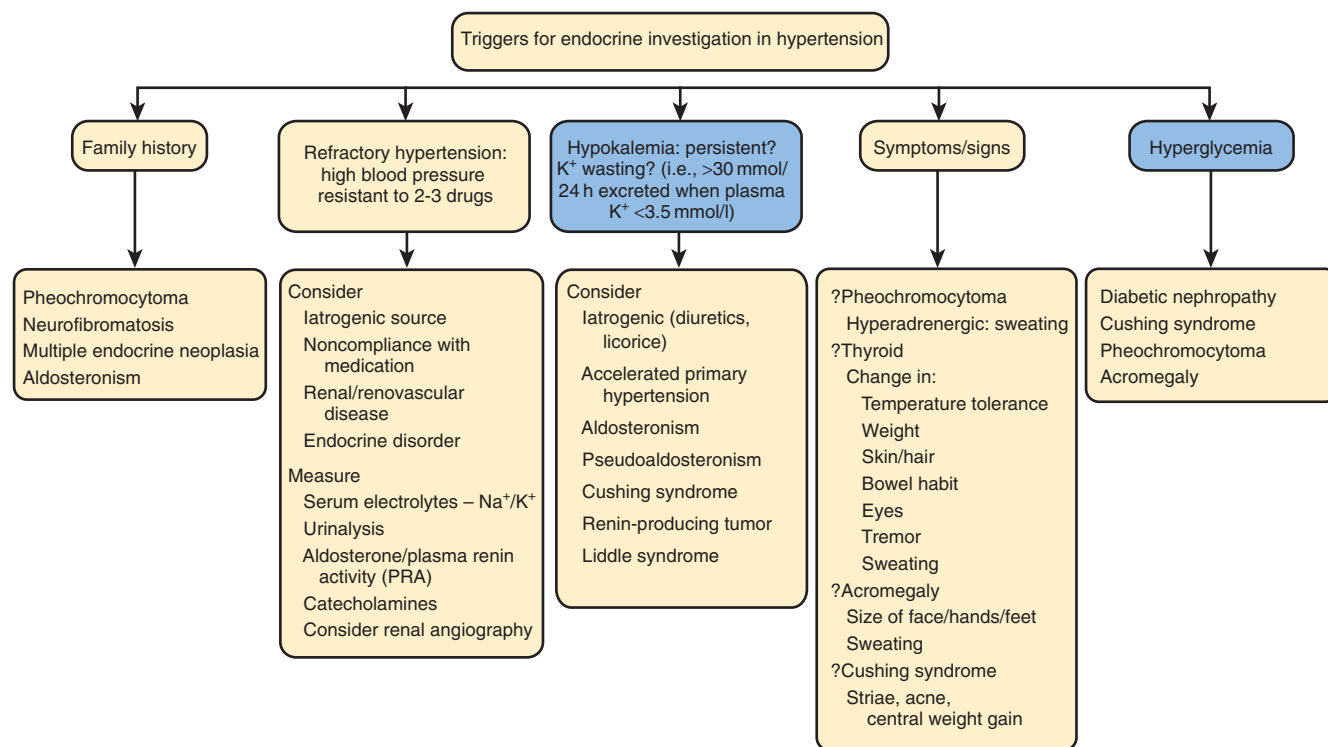 Triggers for endocrine investigation in hypertension
Family history
Refractory hypertension:
high blood pressure
resistant to 2-3 drugs
Hypokalemia: persistent?
K⁺ wasting? (i.e., >30 mmol/
24 h excreted when plasma
K⁺ <3.5 mmol/l)
Symptoms/signs
Hyperglycemia
Pheochromocytoma
Neurofibromatosis
Multiple endocrine neoplasia
Aldosteronism
Consider
Iatrogenic source
Noncompliance with
medication
Renal/renovascular
disease
Endocrine disorder
Measure
Serum electrolytes – Na⁺/K⁺
Urinalysis
Aldosterone/plasma renin
activity (PRA)
Catecholamines
Consider renal angiography
Consider
Iatrogenic (diuretics,
licorice)
Accelerated primary
hypertension
Aldosteronism
Pseudoaldosteronism
Cushing syndrome
Renin-producing tumor
Liddle syndrome
?Pheochromocytoma
Hyperadrenergic: sweating
?Thyroid
Change in:
Temperature tolerance
Weight
Skin/hair
Bowel habit
Eyes
Tremor
Sweating
?Acromegaly
Size of face/hands/feet
Sweating
?Cushing syndrome
Striae, acne,
central weight gain
Diabetic nephropathy
Cushing syndrome
Pheochromocytoma
Acromegaly